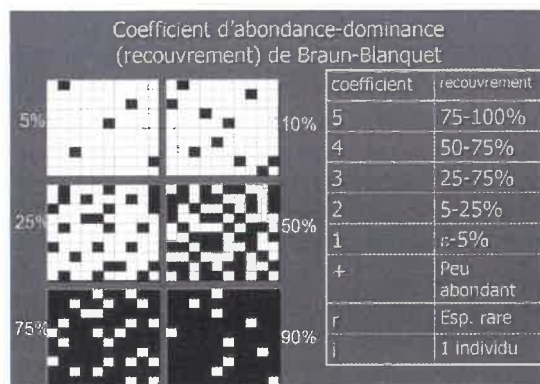 Coefficient d'abondance-dominance
(recouvrement) de Braun-Blanquet
5%
10%
25%
50%
75%
90%
coefficient recouvrement
5 75-100%
4 50-75%
3 25-75%
2 5-25%
1 ε-5%
+ Peu abondant
r Esp. rare
i 1 individu